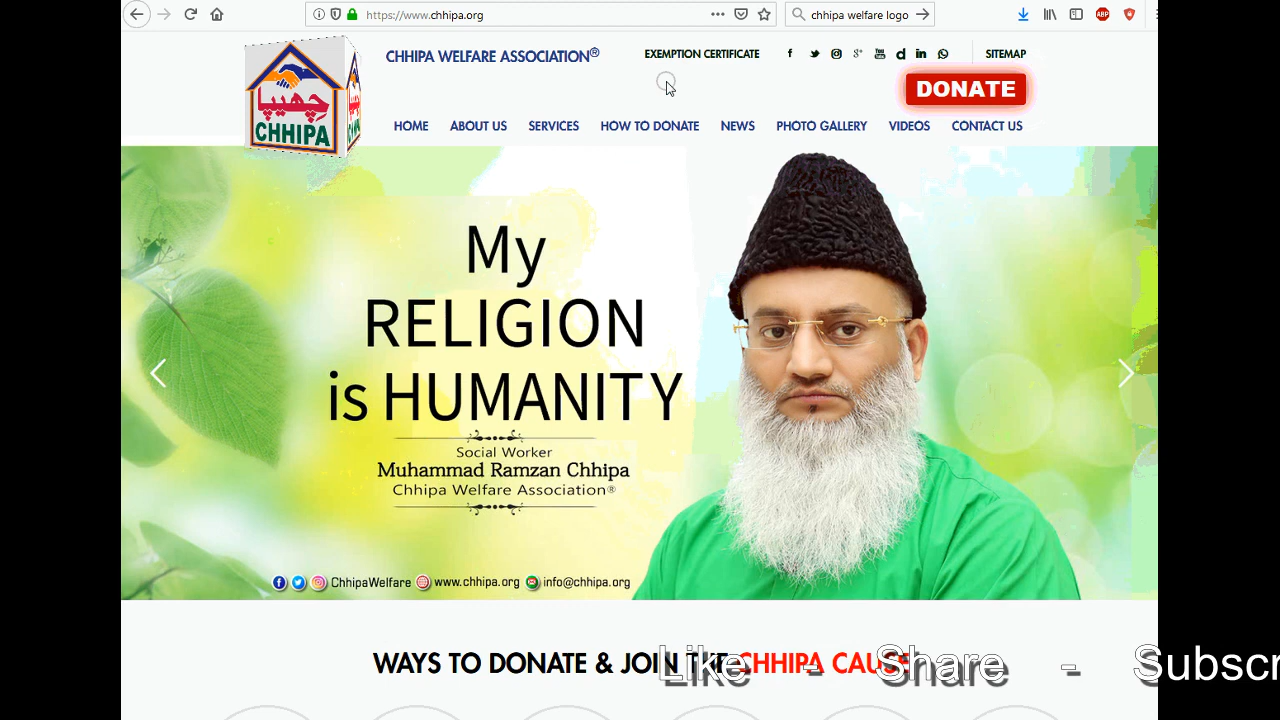 https://www.chhipa.org
chhipa welfare logo
ABP
چھیپا
CHHIPA
CHHIPA WELFARE ASSOCIATION®
EXEMPTION CERTIFICATE
SITEMAP
DONATE
HOME
ABOUT US
SERVICES
HOW TO DONATE
NEWS
PHOTO GALLERY
VIDEOS
CONTACT US
My
RELIGION
is HUMANITY
Social Worker
Muhammad Ramzan Chhipa
Chhipa Welfare Association®
ChhipaWelfare www.chhipa.org info@chhipa.org
WAYS TO DONATE & JOIN THE CHHIPA CAUSE
Like - Share - Subscr